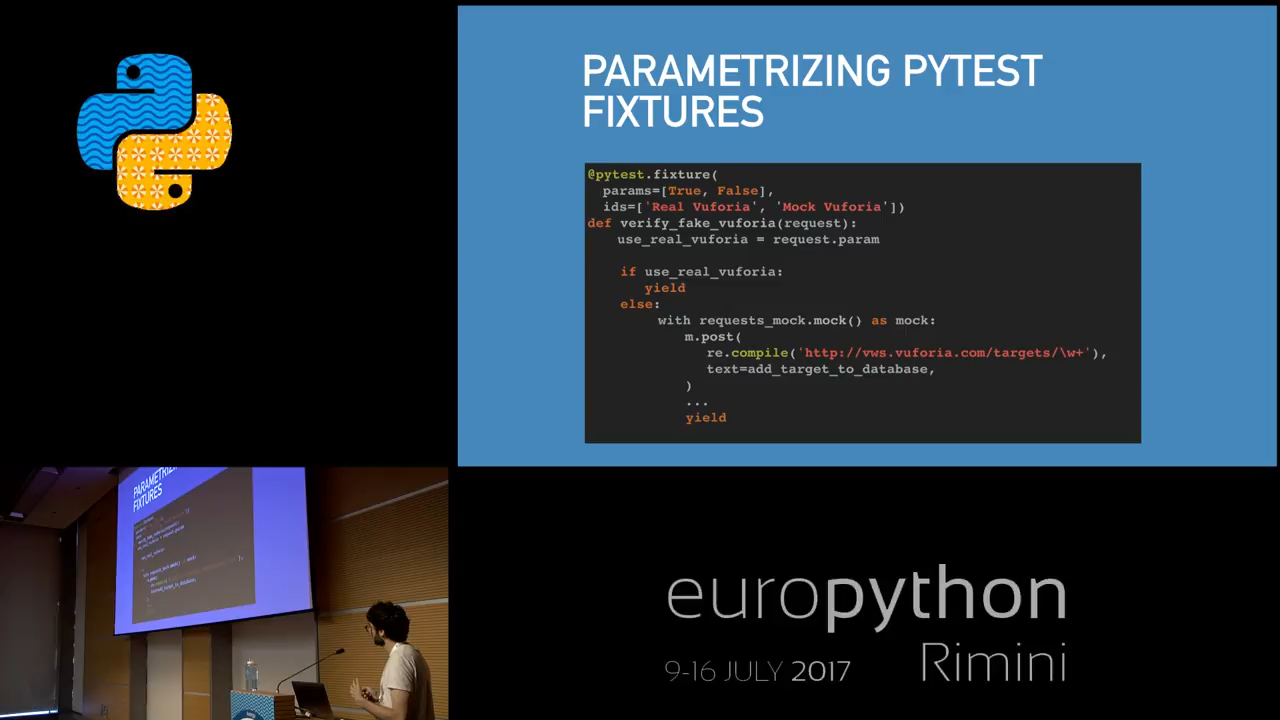 PARAMETRIZING PYTEST
FIXTURES
@pytest.fixture(
params=[True, False],
ids=['Real Vuforia', 'Mock Vuforia'])
def verify_fake_vuforia(request):
use_real_vuforia = request.param
if use_real_vuforia:
yield
else:
with requests_mock.mock() as mock:
m.post(
re.compile('http://vws.vuforia.com/targets/\w+'),
text=add_target_to_database,
)
...
yield
PARAMETRIZING
FIXTURES
europython
Rimini
9-16 JULY 2017